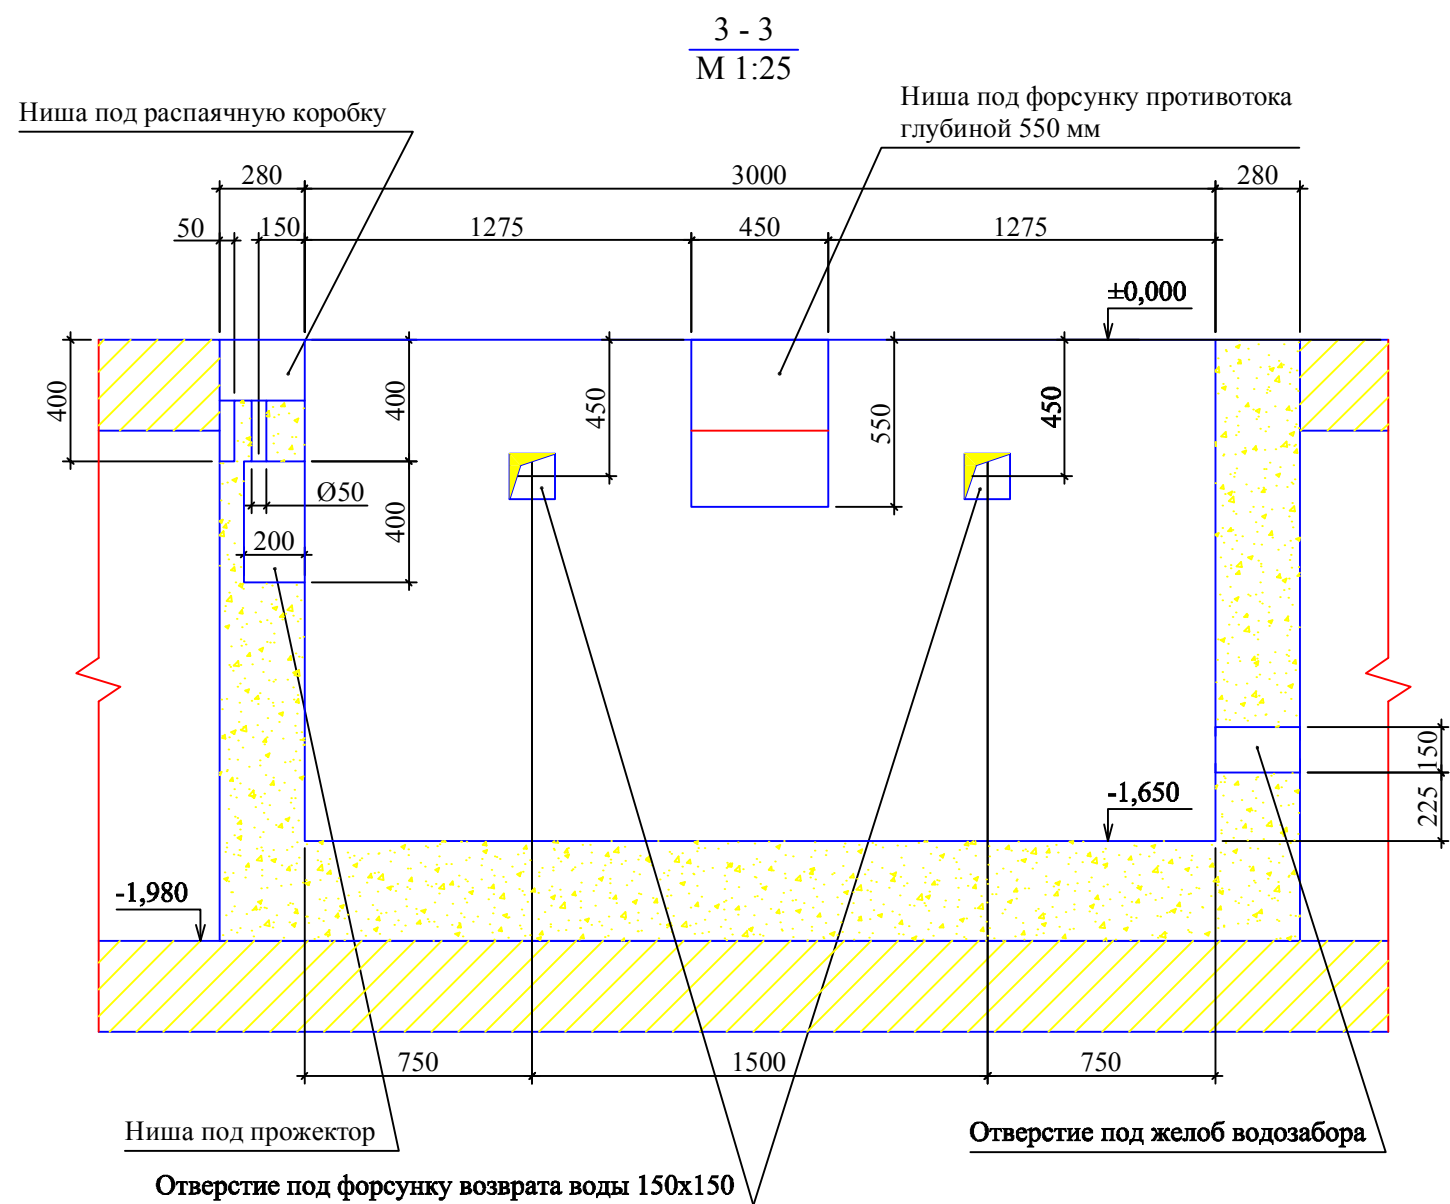 3 - 3
М 1:25
Ниша под распаячную коробку
Ниша под форсунку противотока
глубиной 550 мм
280
3000
280
50
150
1275
450
1275
±0,000
400
400
450
550
450
Ø50
400
200
150
-1,650
225
-1,980
750
1500
750
Ниша под прожектор
Отверстие под желоб водозабора
Отверстие под форсунку возврата воды 150х150